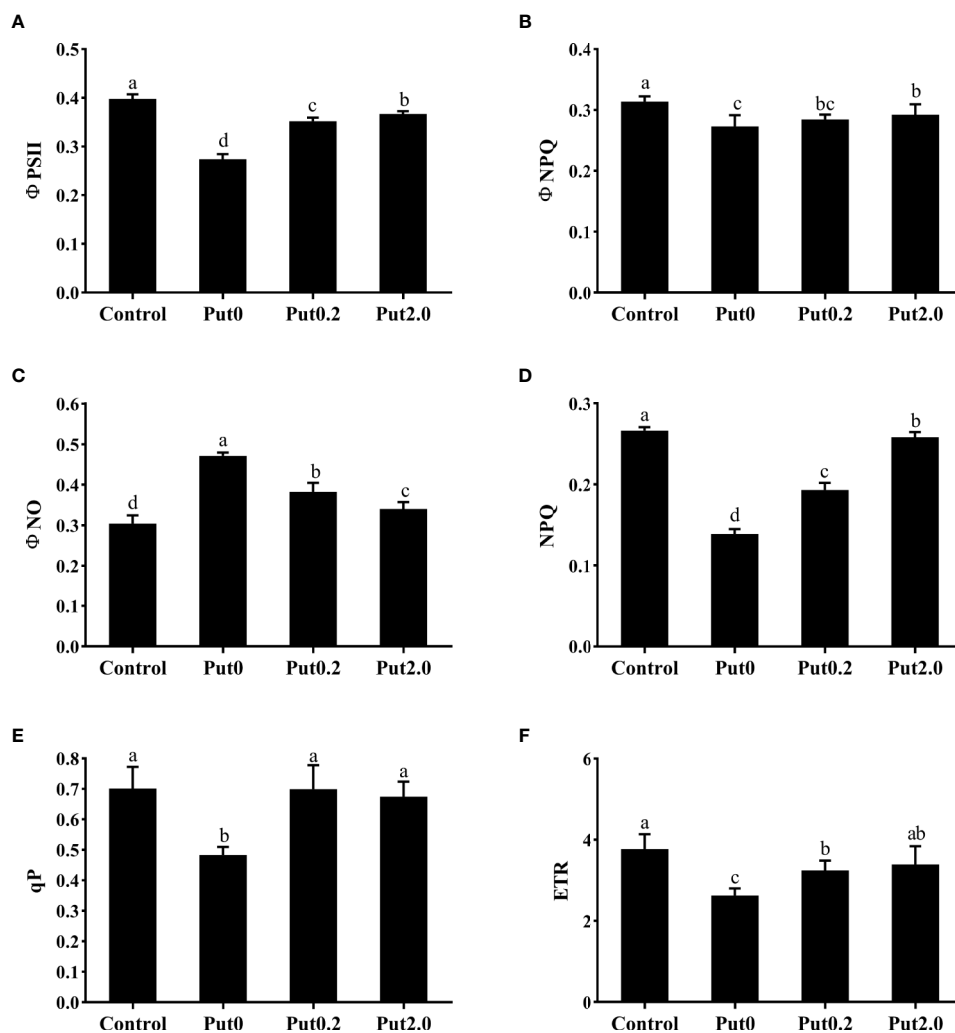 A
0.5
0.4
0.3
0.2
0.1
0.0
Φ PSII
a
d
c
b
Control Put0 Put0.2 Put2.0
B
0.4
0.3
0.2
0.1
0.0
Φ NPQ
a
c
bc
b
Control Put0 Put0.2 Put2.0
C
0.6
0.5
0.4
0.3
0.2
0.1
0.0
Φ NO
d
a
b
c
Control Put0 Put0.2 Put2.0
D
0.3
0.2
0.1
0.0
NPQ
a
d
c
b
Control Put0 Put0.2 Put2.0
E
0.8
0.7
0.6
0.5
0.4
0.3
0.2
0.1
0.0
qP
a
b
a
a
Control Put0 Put0.2 Put2.0
F
6
4
2
0
ETR
a
c
b
ab
Control Put0 Put0.2 Put2.0